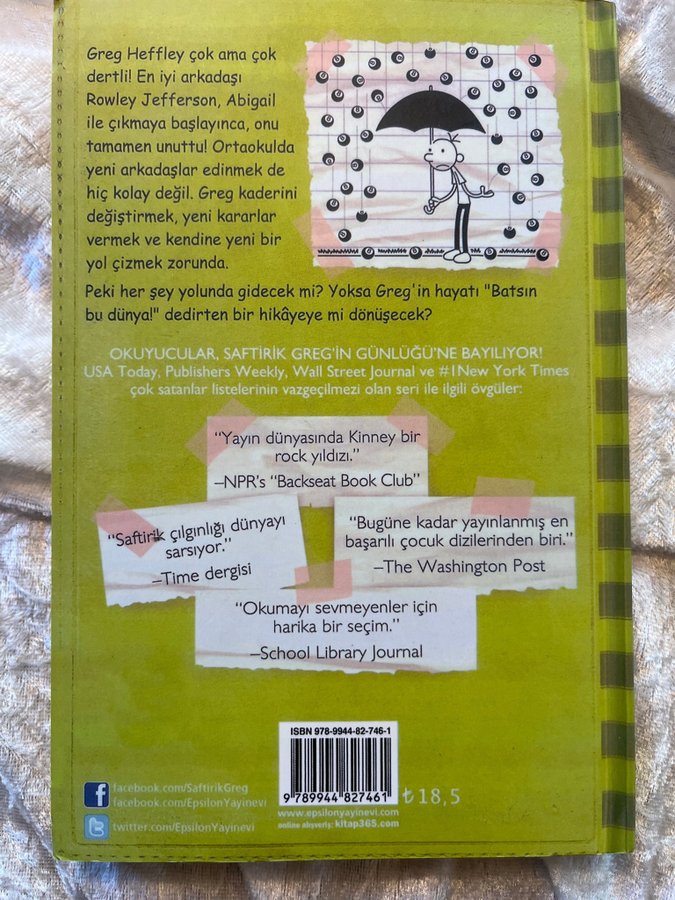 Greg Heffley çok ama çok
dertli! En iyi arkadaşı
Rowley Jefferson, Abigail
ile çıkmaya başlayınca, onu
tamamen unuttu! Ortaokulda
yeni arkadaşlar edinmek de
hiç kolay değil. Greg kaderini
değiştirmek, yeni kararlar
vermek ve kendine yeni bir
yol çizmek zorunda.
Peki her şey yolunda gidecek mi? Yoksa Greg'in hayatı "Batsın
bu dünya!" dedirten bir hikâyeye mi dönüşecek?
OKUYUCULAR, SAFTİRİK GREG'İN GÜNLÜĞÜ'NE BAYILIYOR!
USA Today, Publishers Weekly, Wall Street Journal ve #1New York Times
çok satanlar listelerinin vazgeçilmezi olan seri ile ilgili övgüler:
"Yayın dünyasında Kinney bir
rock yıldızı."
–NPR's "Backseat Book Club"
"Saftirik çılgınlığı dünyayı
sarsıyor."
–Time dergisi
"Bugüne kadar yayınlanmış en
başarılı çocuk dizilerinden biri."
–The Washington Post
"Okumayı sevmeyenler için
harika bir seçim."
–School Library Journal
ISBN 978-9944-82-746-1
9 789944 827461
₺ 18,5
facebook.com/SaftirikGreg
facebook.com/EpsilonYayinevi
twitter.com/EpsilonYayinevi
www.epsilonyayinevi.com
online alışveriş: kitap365.com